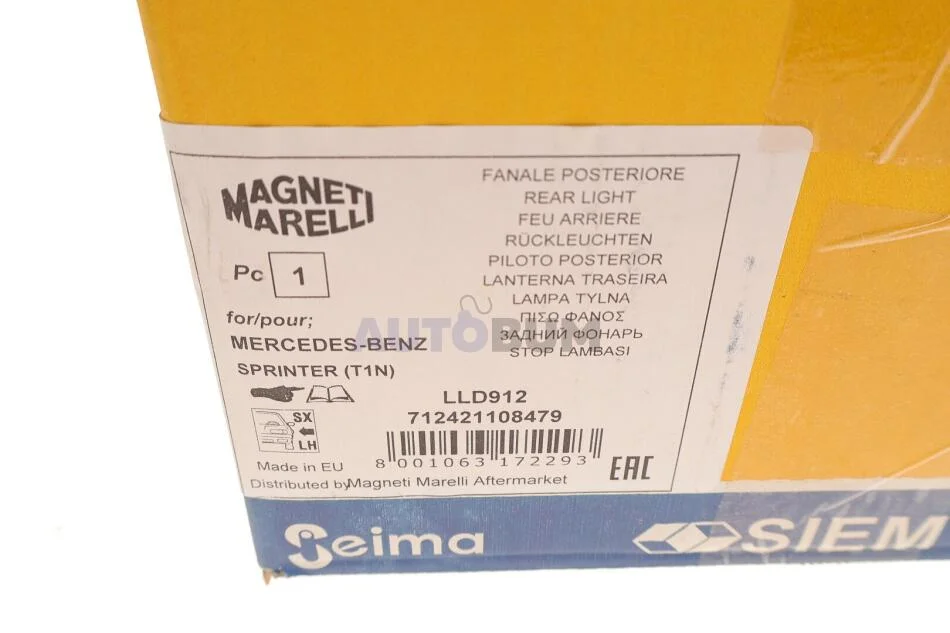 MAGNETI
MARELLI
Pc 1
for/pour;
MERCEDES-BENZ
SPRINTER (T1N)
SX
LH
Made in EU
Distributed by Magneti Marelli Aftermarket
FANALE POSTERIORE
REAR LIGHT
FEU ARRIERE
RÜCKLEUCHTEN
PILOTO POSTERIOR
LANTERNA TRASEIRA
LAMPA TYLNA
ΠΙΣΩ ΦΑΝΟΣ
ЗАДНИЙ ФОНАРЬ
STOP LAMBASI
AUTOBUM
LLD912
712421108479
8 001063 172293
EAC
Seima
SIEM